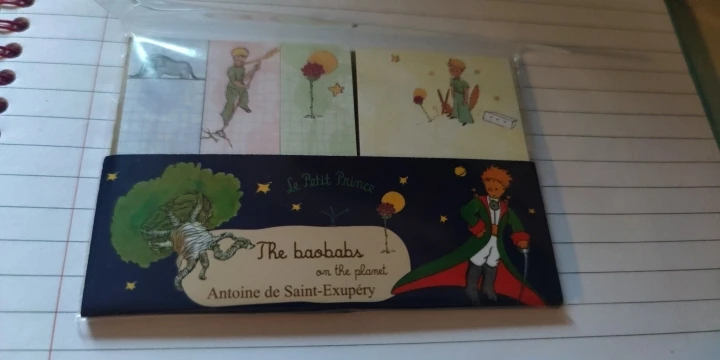 Le Petit Prince
The baobabs
on the planet
Antoine de Saint-Exupéry